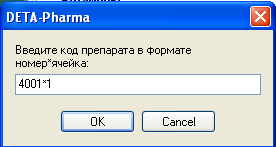 DETA-Pharma
Введите код препарата в формате
номер*ячейка:
4001*1
OK
Cancel